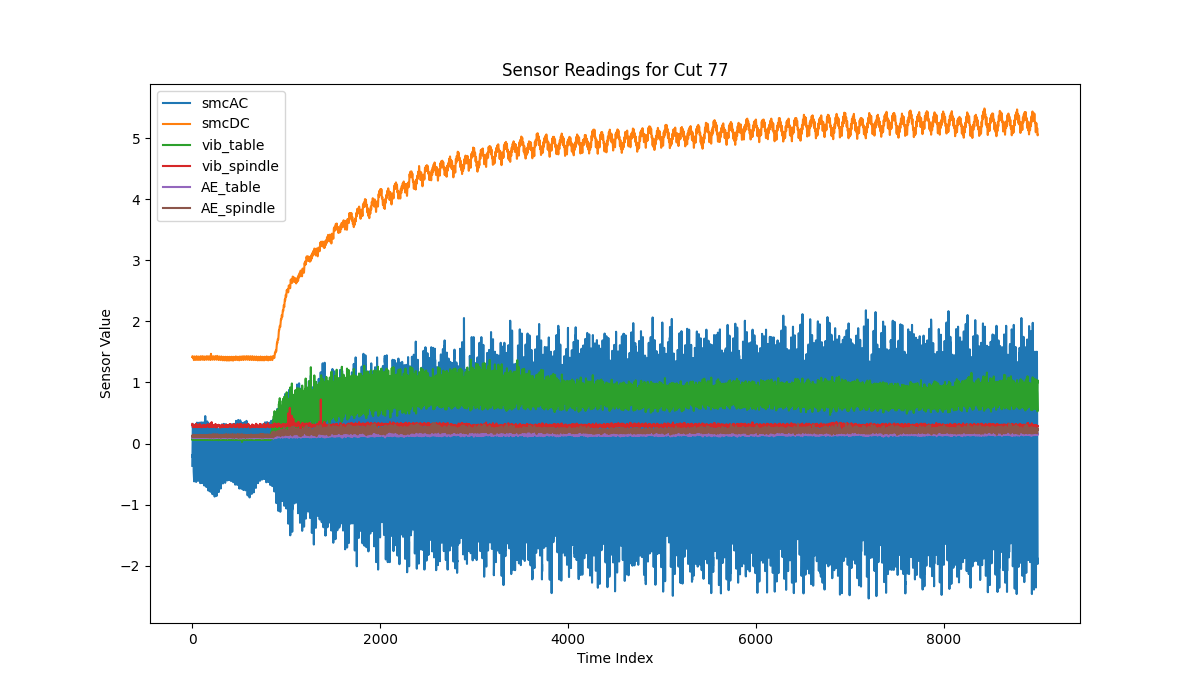 Sensor Readings for Cut 77
smcAC
smcDC
vib_table
vib_spindle
AE_table
AE_spindle
Sensor Value
5
4
3
2
1
0
−1
−2
0 2000 4000 6000 8000
Time Index